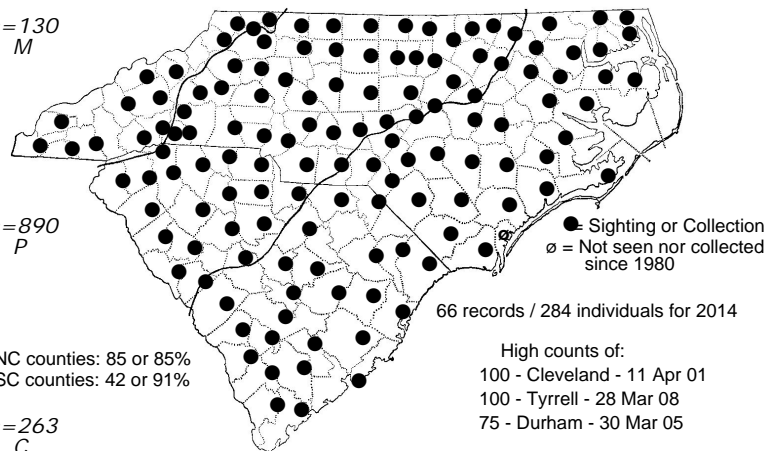 =130
M
=890
P
= Sighting or Collection
ø
ø = Not seen nor collected
since 1980
66 records / 284 individuals for 2014
NC counties: 85 or 85%
SC counties: 42 or 91%
High counts of:
100 - Cleveland - 11 Apr 01
100 - Tyrrell - 28 Mar 08
75 - Durham - 30 Mar 05
=263
C